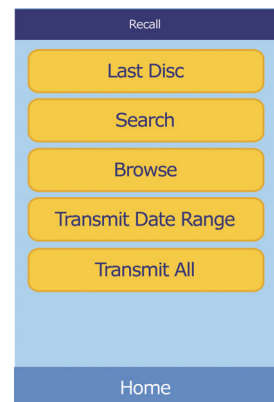 Recall
Last Disc
Search
Browse
Transmit Date Range
Transmit All
Home